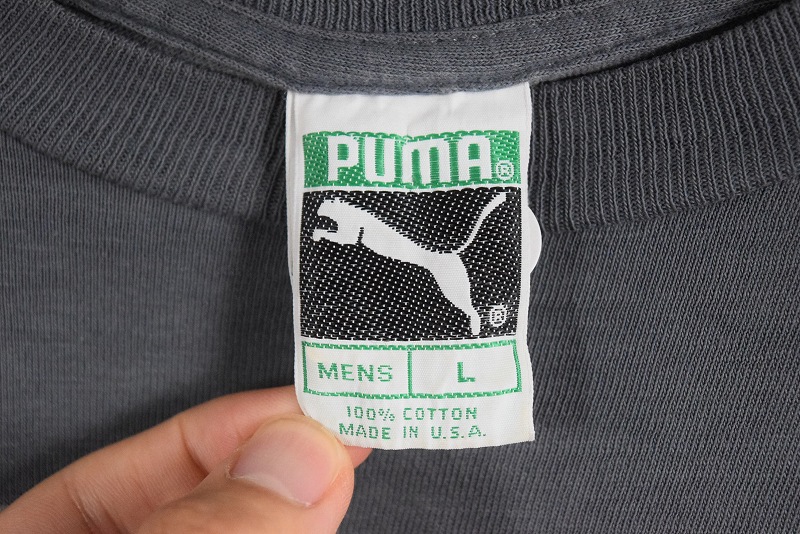 PUMA®
®
MENS L
100% COTTON
MADE IN U.S.A.